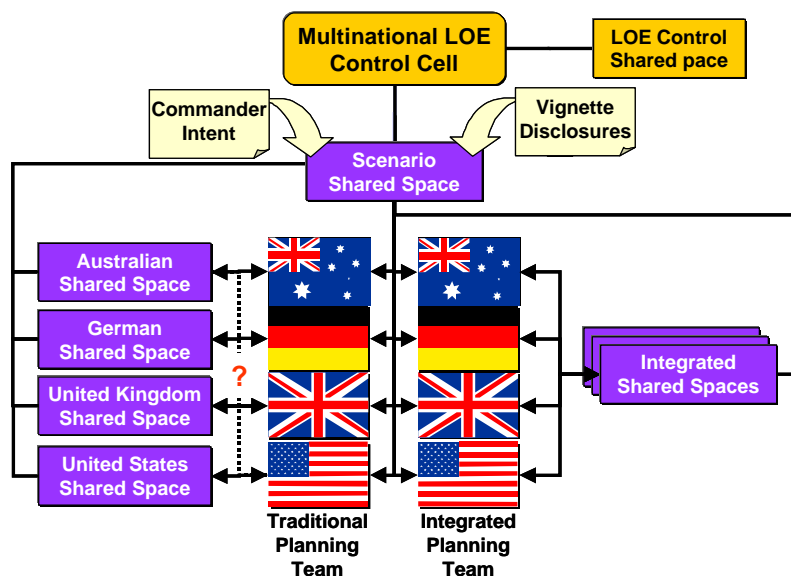 Multinational LOE
Control Cell
LOE Control
Shared pace
Commander
Intent
Vignette
Disclosures
Scenario
Shared Space
Australian
Shared Space
German
Shared Space
?
United Kingdom
Shared Space
United States
Shared Space
Integrated
Shared Spaces
Traditional
Planning
Team
Integrated
Planning
Team